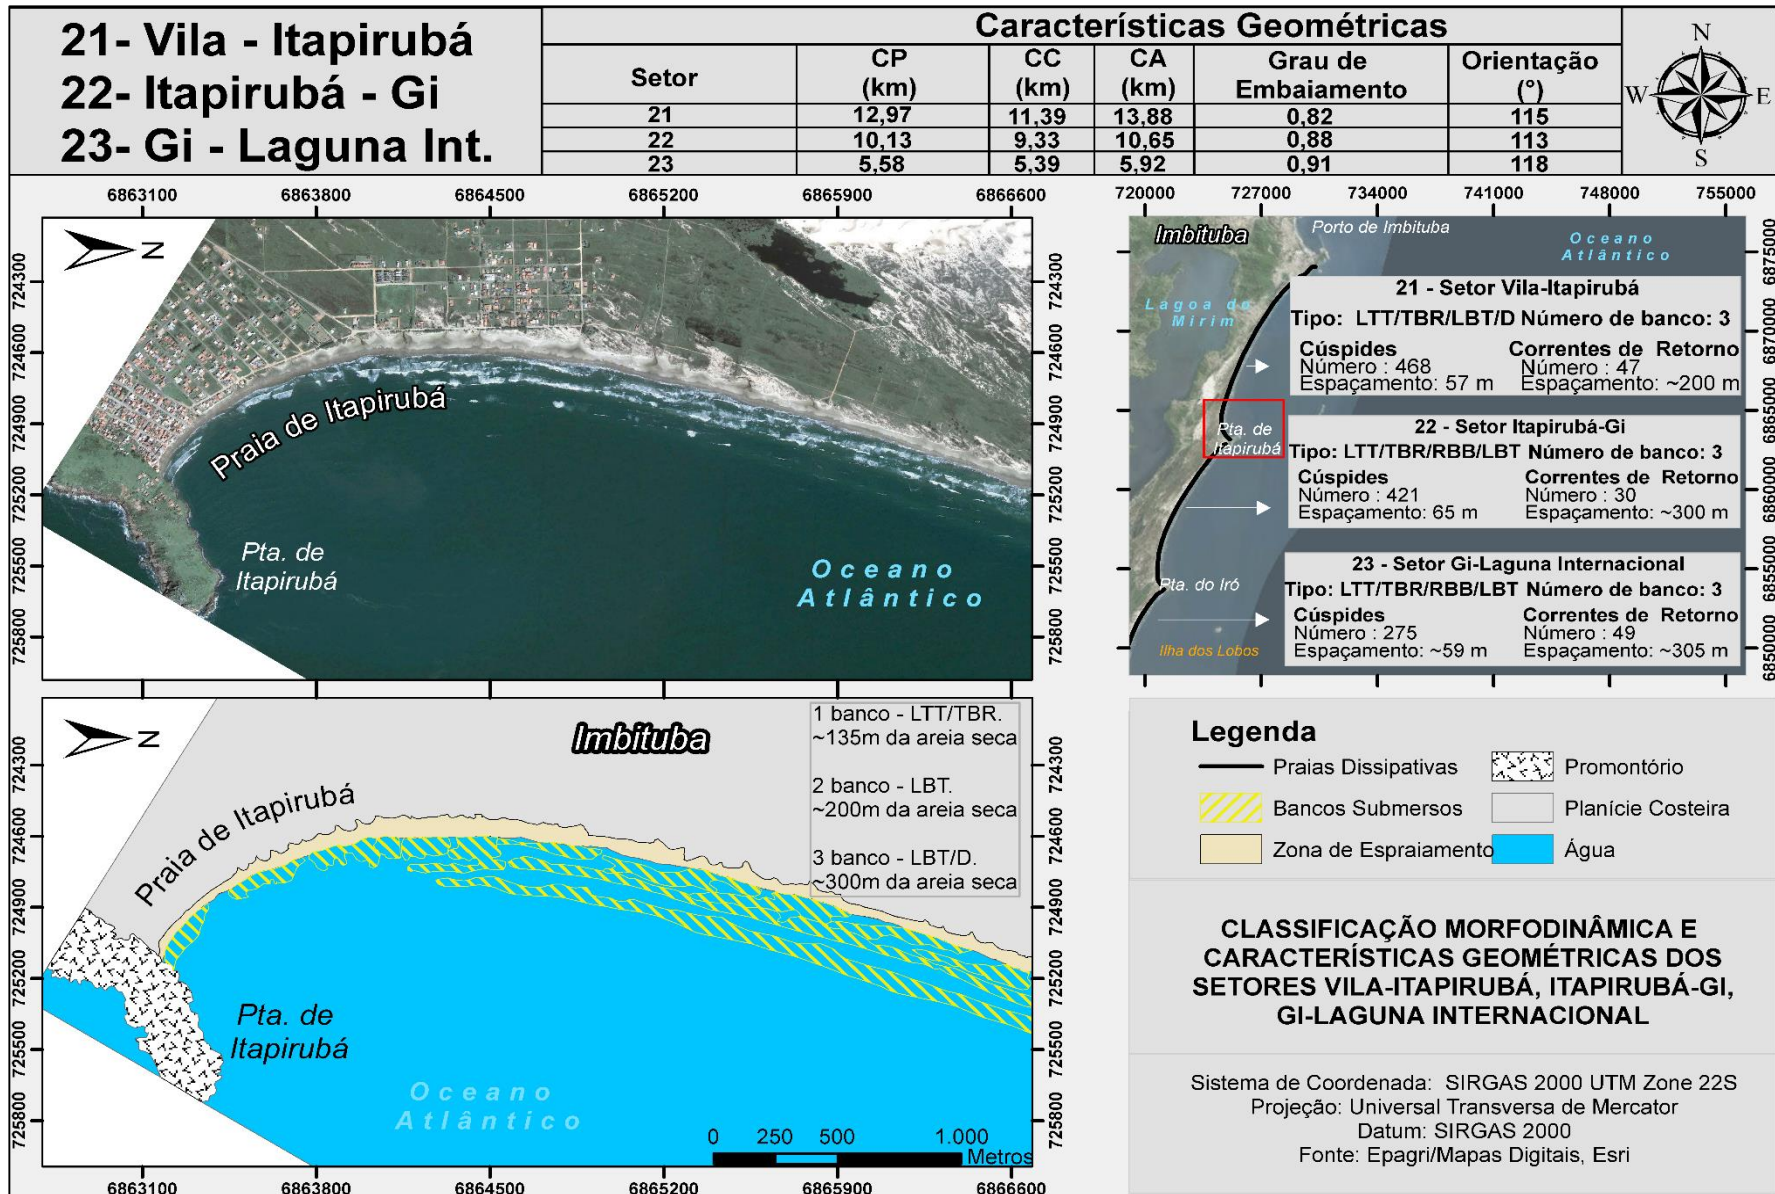 21- Vila - Itapirubá
22- Itapirubá - Gi
23- Gi - Laguna Int.
Características Geométricas
Setor CP (km) CC (km) CA (km) Grau de Embaiamento Orientação (°)
21 12,97 11,39 13,88 0,82 115
22 10,13 9,33 10,65 0,88 113
23 5,58 5,39 5,92 0,91 118
N
W E
S
6863100 6863800 6864500 6865200 6865900 6866600
724300
724600
724900
725200
725500
725800
N
Praia de Itapirubá
Pta. de
Itapirubá
Oceano
Atlântico
720000 727000 734000 741000 748000 755000
6875000
6870000
6865000
6860000
6855000
6850000
Imbituba
Porto de Imbituba
Oceano
Atlântico
Lagoa do
Mirim
21 - Setor Vila-Itapirubá
Tipo: LTT/TBR/LBT/D Número de banco: 3
Cúspides Correntes de Retorno
Número : 468 Número : 47
Espaçamento: 57 m Espaçamento: ~200 m
Pta. de
Itapirubá
22 - Setor Itapirubá-Gi
Tipo: LTT/TBR/RBB/LBT Número de banco: 3
Cúspides Correntes de Retorno
Número : 421 Número : 30
Espaçamento: 65 m Espaçamento: ~300 m
Pta. do Iró
23 - Setor Gi-Laguna Internacional
Tipo: LTT/TBR/RBB/LBT Número de banco: 3
Cúspides Correntes de Retorno
Número : 275 Número : 49
Espaçamento: ~59 m Espaçamento: ~305 m
Ilha dos Lobos
N
Imbituba
1 banco - LTT/TBR.
~135m da areia seca
2 banco - LBT.
~200m da areia seca
3 banco - LBT/D.
~300m da areia seca
724300
724600
724900
725200
725500
725800
Praia de Itapirubá
Pta. de
Itapirubá
Oceano
Atlântico
0 250 500 1.000
Metros
6863100 6863800 6864500 6865200 6865900 6866600
Legenda
Praias Dissipativas Promontório
Bancos Submersos Planície Costeira
Zona de Espraiamento Água
CLASSIFICAÇÃO MORFODINÂMICA E
CARACTERÍSTICAS GEOMÉTRICAS DOS
SETORES VILA-ITAPIRUBÁ, ITAPIRUBÁ-GI,
GI-LAGUNA INTERNACIONAL
Sistema de Coordenada: SIRGAS 2000 UTM Zone 22S
Projeção: Universal Transversa de Mercator
Datum: SIRGAS 2000
Fonte: Epagri/Mapas Digitais, Esri